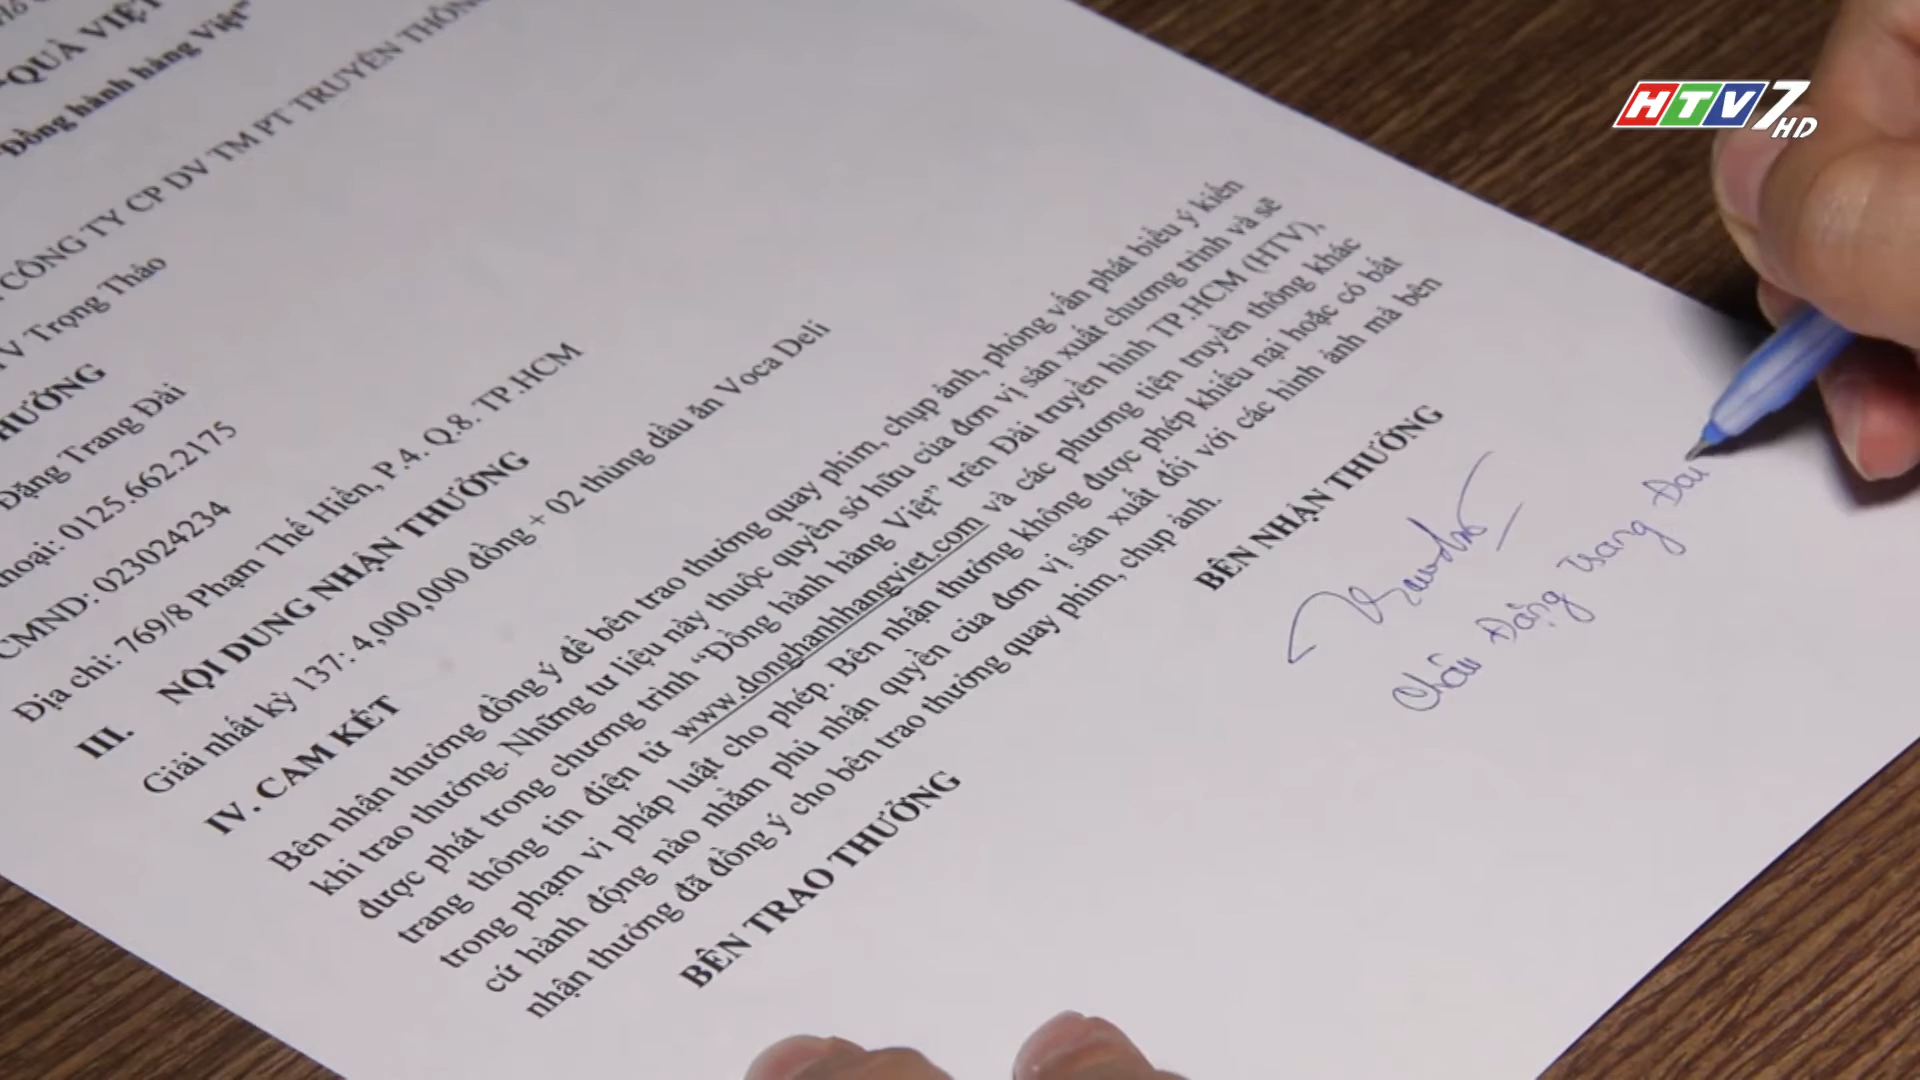 "QUÀ VIỆT
"Đồng hành hàng Việt"
CÔNG TY CP DV TM PT TRUYỀN THÔNG
Trọng Thảo
HƯỞNG
Đặng Trang Đài
thoại: 0125.662.2175
CMND: 023024234
Địa chỉ: 769/8 Phạm Thế Hiển, P.4. Q.8. TP.HCM
III. NỘI DUNG NHẬN THƯỞNG
Giải nhất kỳ 137: 4,000,000 đồng + 02 thùng dầu ăn Voca Deli
IV. CAM KẾT
Bên nhận thưởng đồng ý để bên trao thưởng quay phim, chụp ảnh, phỏng vấn phát biểu ý kiến
khi trao thưởng. Những tư liệu này thuộc quyền sở hữu của đơn vị sản xuất chương trình và sẽ
được phát trong chương trình "Đồng hành hàng Việt" trên Đài truyền hình TP.HCM (HTV),
trang thông tin điện tử www.donghanhhangviet.com và các phương tiện truyền thông khác
trong phạm vi pháp luật cho phép. Bên nhận thưởng không được phép khiếu nại hoặc có bất
cứ hành động nào nhằm phủ nhận quyền của đơn vị sản xuất đối với các hình ảnh mà bên
nhận thưởng đã đồng ý cho bên trao thưởng quay phim, chụp ảnh.
BÊN TRAO THƯỞNG
BÊN NHẬN THƯỞNG
Châu Đặng Trang Đài
HTV7
HD